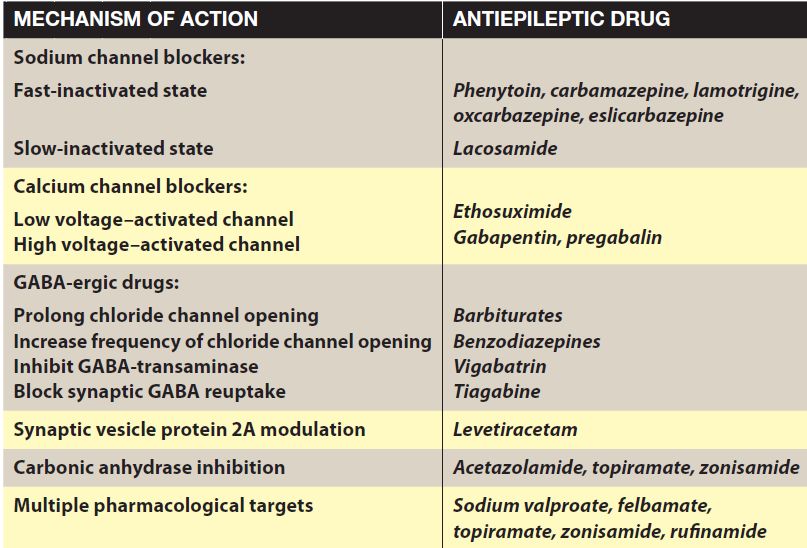 MECHANISM OF ACTION ANTIEPILEPTIC DRUG
Sodium channel blockers:
Fast-inactivated state Phenytoin, carbamazepine, lamotrigine,
oxcarbazepine, eslicarbazepine
Slow-inactivated state Lacosamide
Calcium channel blockers:
Low voltage–activated channel Ethosuximide
High voltage–activated channel Gabapentin, pregabalin
GABA-ergic drugs:
Prolong chloride channel opening Barbiturates
Increase frequency of chloride channel opening Benzodiazepines
Inhibit GABA-transaminase Vigabatrin
Block synaptic GABA reuptake Tiagabine
Synaptic vesicle protein 2A modulation Levetiracetam
Carbonic anhydrase inhibition Acetazolamide, topiramate, zonisamide
Multiple pharmacological targets Sodium valproate, felbamate,
topiramate, zonisamide, rufinamide